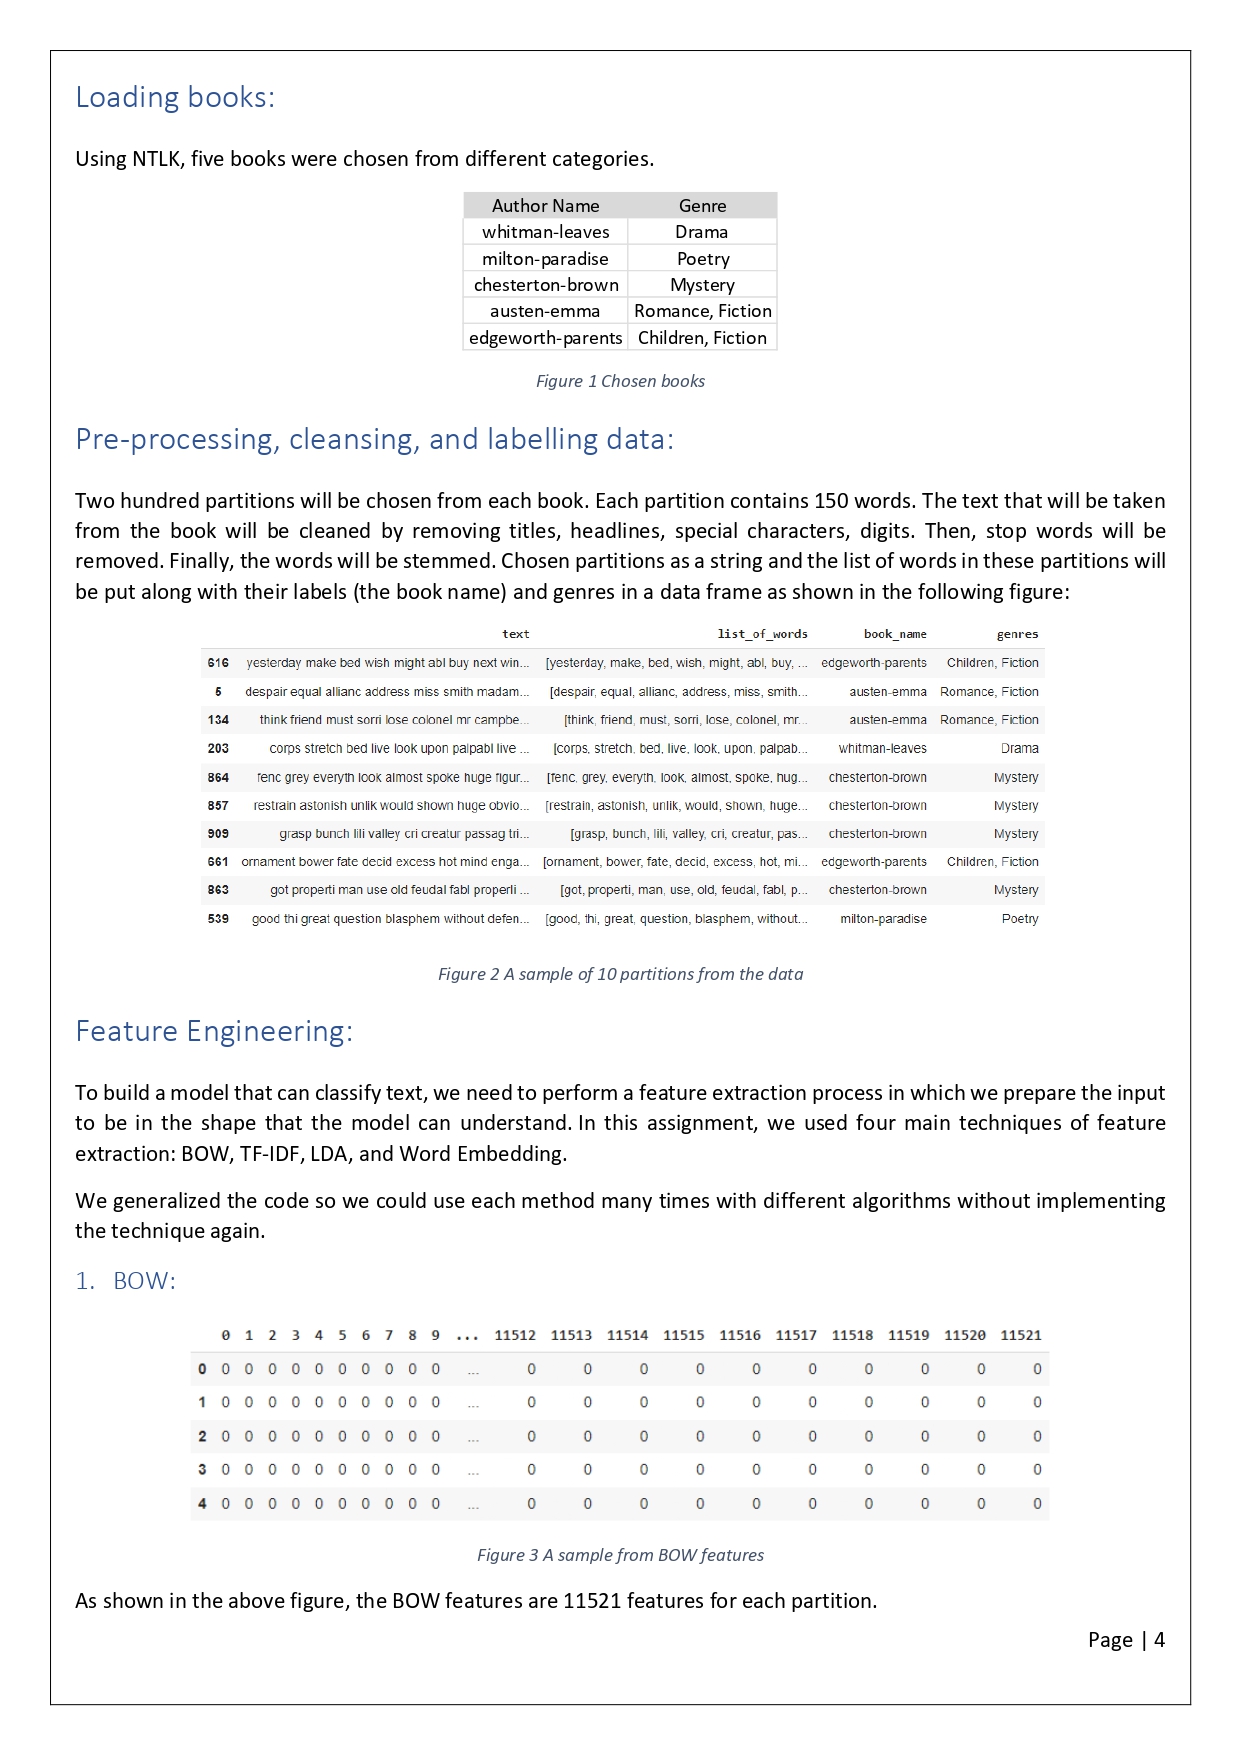 Loading books:
Using NTLK, five books were chosen from different categories.
Author Name Genre
whitman-leaves Drama
milton-paradise Poetry
chesterton-brown Mystery
austen-emma Romance, Fiction
edgeworth-parents Children, Fiction
Figure 1 Chosen books
Pre-processing, cleansing, and labelling data:
Two hundred partitions will be chosen from each book. Each partition contains 150 words. The text that will be taken
from the book will be cleaned by removing titles, headlines, special characters, digits. Then, stop words will be
removed. Finally, the words will be stemmed. Chosen partitions as a string and the list of words in these partitions will
be put along with their labels (the book name) and genres in a data frame as shown in the following figure:
text list_of_words book_name genres
616 yesterday make bed wish might abl buy next win... [yesterday, make, bed, wish, might, abl, buy, ... edgeworth-parents Children, Fiction
5 despair equal allianc address miss smith madam... [despair, equal, allianc, address, miss, smith... austen-emma Romance, Fiction
134 think friend must sorri lose colonel mr campbe... [think, friend, must, sorri, lose, colonel, mr... austen-emma Romance, Fiction
203 corps stretch bed live look upon palpabl live ... [corps, stretch, bed, live, look, upon, palpab... whitman-leaves Drama
864 fenc grey everyth look almost spoke huge figur... [fenc, grey, everyth, look, almost, spoke, hug... chesterton-brown Mystery
857 restrain astonish unlik would shown huge obvio... [restrain, astonish, unlik, would, shown, huge... chesterton-brown Mystery
909 grasp bunch lili valley cri creatur passag tri... [grasp, bunch, lili, valley, cri, creatur, pas... chesterton-brown Mystery
661 ornament bower fate decid excess hot mind enga... [ornament, bower, fate, decid, excess, hot, mi... edgeworth-parents Children, Fiction
863 got properti man use old feudal fabl properli ... [got, properti, man, use, old, feudal, fabl, p... chesterton-brown Mystery
539 good thi great question blasphem without defen... [good, thi, great, question, blasphem, without... milton-paradise Poetry
Figure 2 A sample of 10 partitions from the data
Feature Engineering:
To build a model that can classify text, we need to perform a feature extraction process in which we prepare the input
to be in the shape that the model can understand. In this assignment, we used four main techniques of feature
extraction: BOW, TF-IDF, LDA, and Word Embedding.
We generalized the code so we could use each method many times with different algorithms without implementing
the technique again.
1. BOW:
0 1 2 3 4 5 6 7 8 9 ... 11512 11513 11514 11515 11516 11517 11518 11519 11520 11521
0 0 0 0 0 0 0 0 0 0 0 ... 0 0 0 0 0 0 0 0 0 0
1 0 0 0 0 0 0 0 0 0 0 ... 0 0 0 0 0 0 0 0 0 0
2 0 0 0 0 0 0 0 0 0 0 ... 0 0 0 0 0 0 0 0 0 0
3 0 0 0 0 0 0 0 0 0 0 ... 0 0 0 0 0 0 0 0 0 0
4 0 0 0 0 0 0 0 0 0 0 ... 0 0 0 0 0 0 0 0 0 0
Figure 3 A sample from BOW features
As shown in the above figure, the BOW features are 11521 features for each partition.
Page | 4